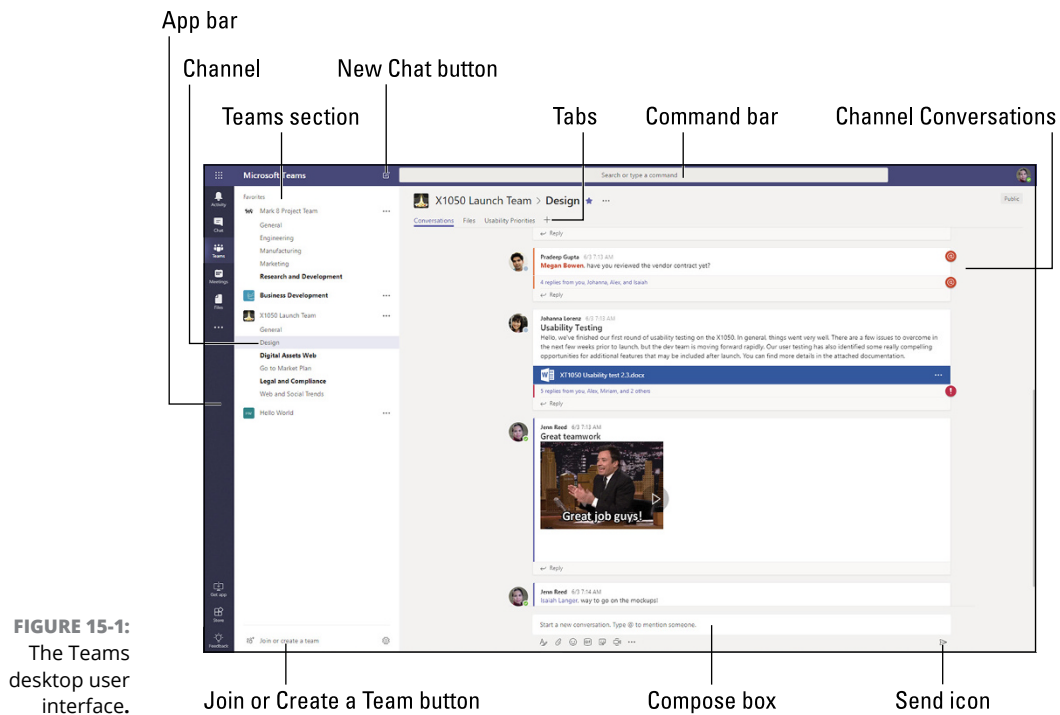 App bar
Channel
New Chat button
Teams section
Tabs
Command bar
Channel Conversations
Microsoft Teams
Search or type a command
Activity
Chat
Teams
Meetings
Files
Get app
Store
Feedback
Favorites
Mark 8 Project Team
General
Engineering
Manufacturing
Marketing
Research and Development
Business Development
X1050 Launch Team
General
Design
Digital Assets Web
Go to Market Plan
Legal and Compliance
Web and Social Trends
Hello World
Join or create a team
X1050 Launch Team > Design
Public
Conversations Files Usability Priorities +
Reply
Pradeep Gupta 6/3 7:13 AM
Megan Bowen, have you reviewed the vendor contract yet?
4 replies from you, Johanna, Alex, and Isaiah
Reply
Johanna Lorenz 6/3 7:13 AM
Usability Testing
Hello, we've finished our first round of usability testing on the X1050. In general, things went very well. There are a few issues to overcome in
the next few weeks prior to launch, but the dev team is moving forward rapidly. Our user testing has also identified some really compelling
opportunities for additional features that may be included after launch. You can find more details in the attached documentation.
XT1050 Usability test 2.3.docx
5 replies from you, Alex, Miriam, and 2 others
Reply
Jenn Reed 6/3 7:13 AM
Great teamwork
Great job guys!
Reply
Jenn Reed 6/3 7:14 AM
Isaiah Langer, way to go on the mockups!
Start a new conversation. Type @ to mention someone.
Join or Create a Team button
Compose box
Send icon
FIGURE 15-1:
The Teams
desktop user
interface.